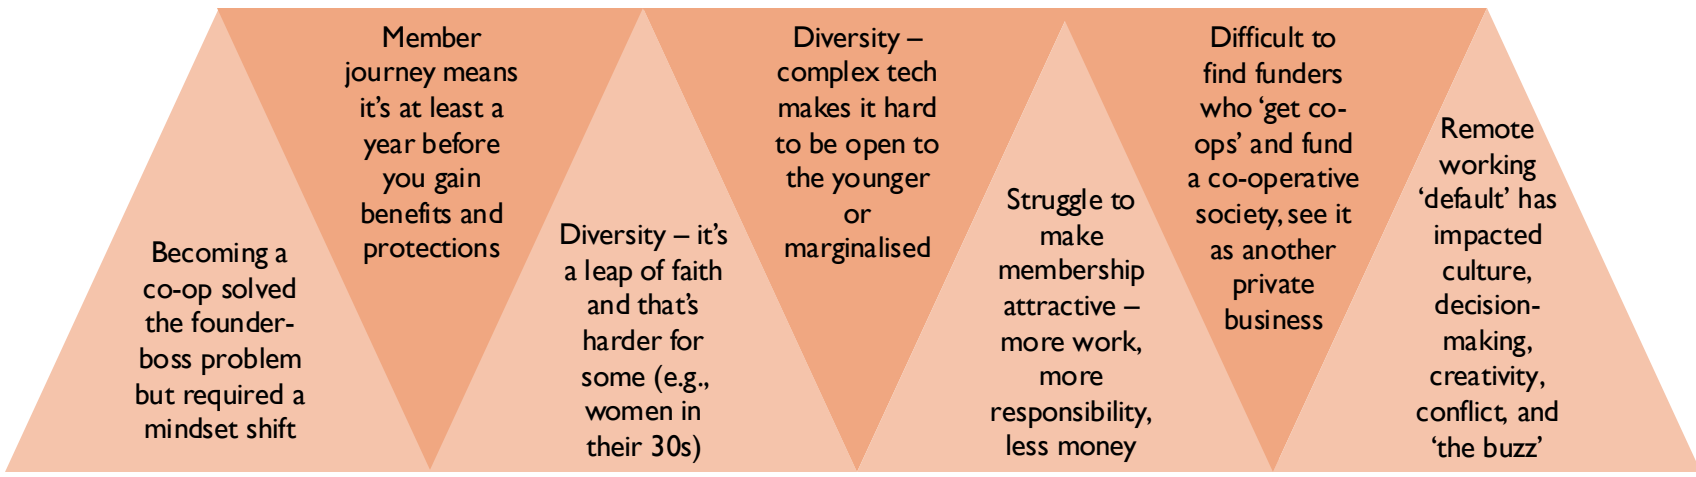 Becoming a
co-op solved
the founder-
boss problem
but required a
mindset shift
Member
journey means
it's at least a
year before
you gain
benefits and
protections
Diversity – it's
a leap of faith
and that's
harder for
some (e.g.,
women in
their 30s)
Diversity –
complex tech
makes it hard
to be open to
the younger
or
marginalised
Struggle to
make
membership
attractive –
more work,
more
responsibility,
less money
Difficult to
find funders
who ‘get co-
ops’ and fund
a co-operative
society, see it
as another
private
business
Remote
working
‘default’ has
impacted
culture,
decision-
making,
creativity,
conflict, and
‘the buzz’